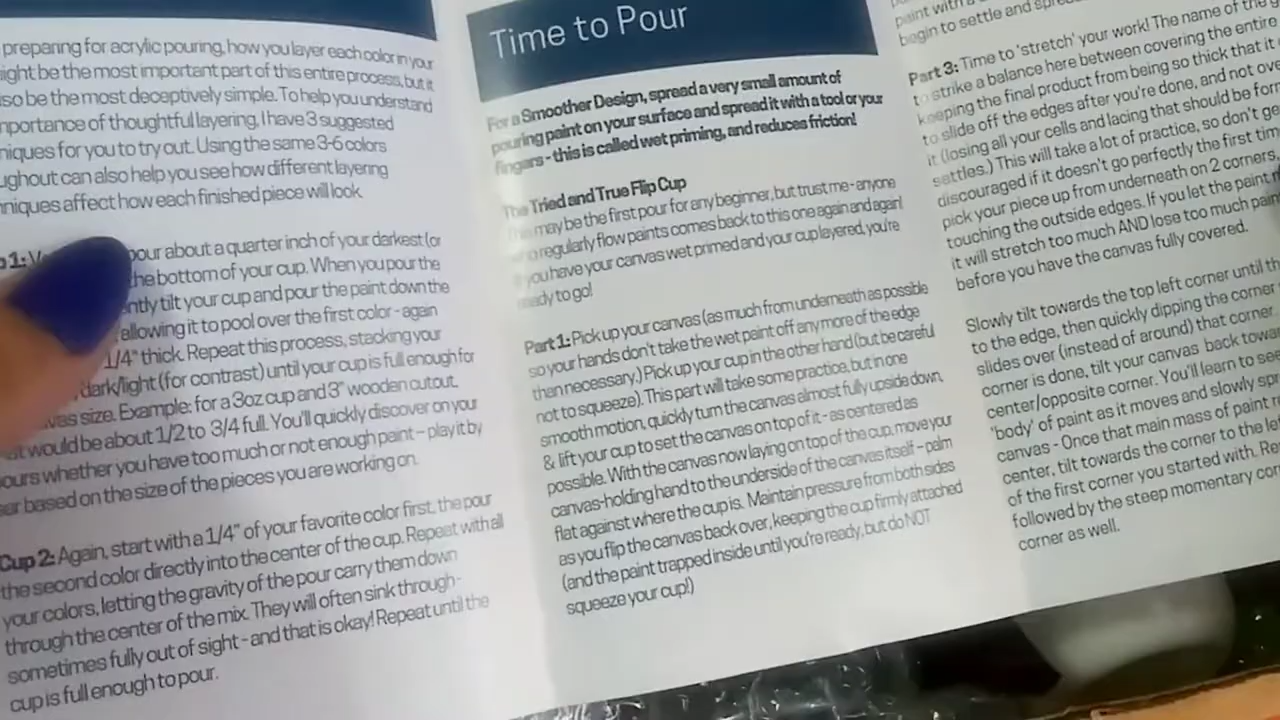 preparing for acrylic pouring, how you layer each color in your
ight be the most important part of this entire process, but it
so be the most deceptively simple. To help you understand
mportance of thoughtful layering, I have 3 suggested
niques for you to try out. Using the same 3-6 colors
ughout can also help you see how different layering
hniques affect how each finished piece will look.
1: pour about a quarter inch of your darkest (or
he bottom of your cup. When you pour the
ntly tilt your cup and pour the paint down the
allowing it to pool over the first color - again
1/4" thick. Repeat this process, stacking your
dark/light (for contrast) until your cup is full enough for
vas size. Example: for a 3oz cup and 3" wooden cutout,
at would be about 1/2 to 3/4 full. You'll quickly discover on your
ours whether you have too much or not enough paint - play it by
ear based on the size of the pieces you are working on.
Cup 2: Again, start with a 1/4" of your favorite color first, the pour
the second color directly into the center of the cup. Repeat with all
your colors, letting the gravity of the pour carry them down
through the center of the mix. They will often sink through -
sometimes fully out of sight - and that is okay! Repeat until the
cup is full enough to pour.
Time to Pour
For a Smoother Design, spread a very small amount of
pouring paint on your surface and spread it with a tool or your
fingers - this is called wet priming, and reduces friction!
The Tried and True Flip Cup
This may be the first pour for any beginner, but trust me - anyone
who regularly flow paints comes back to this one again and again!
If you have your canvas wet primed and your cup layered, you're
ready to go!
Part 1: Pick up your canvas (as much from underneath as possible
so your hands don't take the wet paint off any more of the edge
than necessary.) Pick up your cup in the other hand (but be careful
not to squeeze). This part will take some practice, but in one
smooth motion, quickly turn the canvas almost fully upside down,
& lift your cup to set the canvas on top of it - as centered as
possible. With the canvas now laying on top of the cup, move your
canvas-holding hand to the underside of the canvas itself - palm
flat against where the cup is. Maintain pressure from both sides
as you flip the canvas back over, keeping the cup firmly attached
(and the paint trapped inside until you're ready, but do NOT
squeeze your cup!)
paint with a
begin to settle and spre
Part 3: Time to 'stretch' your work! The name of the g
to strike a balance here between covering the entire
keeping the final product from being so thick that it
to slide off the edges after you're done, and not ove
it (losing all your cells and lacing that should be for
settles.) This will take a lot of practice, so don't ge
discouraged if it doesn't go perfectly the first tim
pick your piece up from underneath on 2 corners,
touching the outside edges. If you let the paint
it will stretch too much AND lose too much pain
before you have the canvas fully covered.
Slowly tilt towards the top left corner until th
to the edge, then quickly dipping the corner
slides over (instead of around) that corner.
corner is done, tilt your canvas back towar
center/opposite corner. You'll learn to see
'body' of paint as it moves and slowly spr
canvas - Once that main mass of paint r
center, tilt towards the corner to the le
of the first corner you started with. Re
followed by the steep momentary con
corner as well.